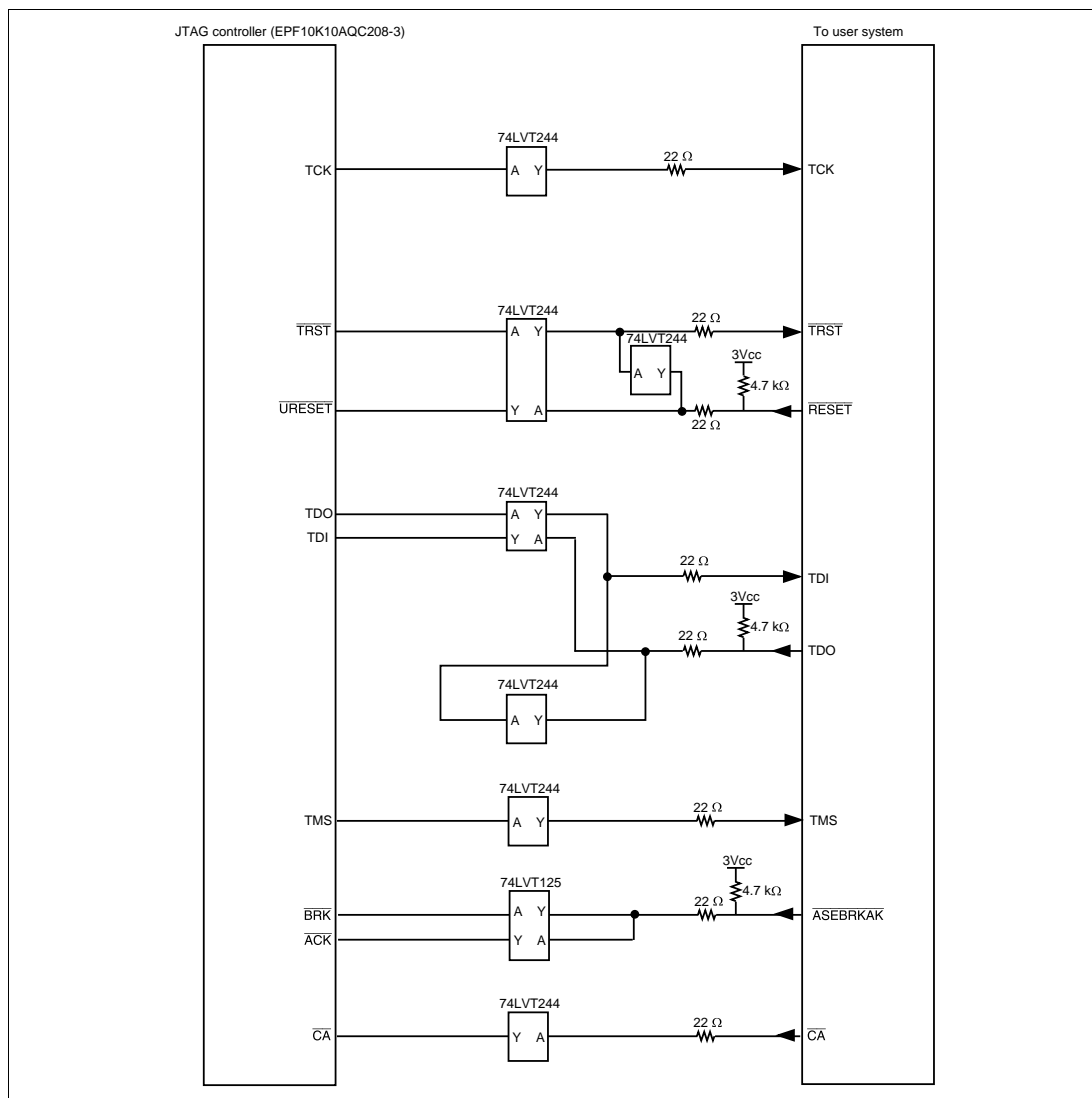 JTAG controller (EPF10K10AQC208-3)
To user system
74LVT244
22 Ω
TCK
A Y
TCK
74LVT244
22 Ω
TRST
A Y
TRST
74LVT244
3Vcc
A Y
4.7 kΩ
URESET
Y A
RESET
22 Ω
74LVT244
TDO
A Y
TDI
Y A
22 Ω
TDI
3Vcc
4.7 kΩ
22 Ω
TDO
74LVT244
A Y
74LVT244
22 Ω
TMS
A Y
TMS
3Vcc
74LVT125
4.7 kΩ
22 Ω
BRK
A Y
ASEBRKAK
ACK
Y A
74LVT244
22 Ω
CA
Y A
CA